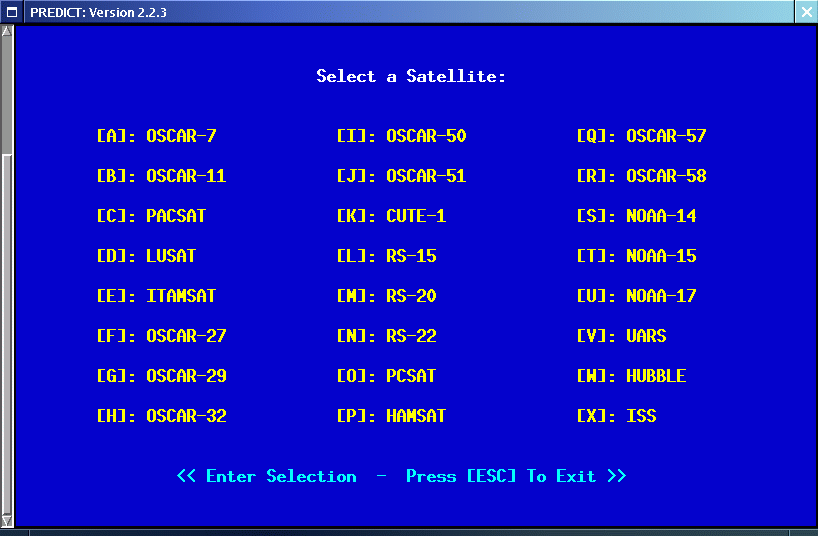 PREDICT: Version 2.2.3
Select a Satellite:
[A]: OSCAR-7 [I]: OSCAR-50 [Q]: OSCAR-57
[B]: OSCAR-11 [J]: OSCAR-51 [R]: OSCAR-58
[C]: PACSAT [K]: CUTE-1 [S]: NOAA-14
[D]: LUSAT [L]: RS-15 [T]: NOAA-15
[E]: ITAMSAT [M]: RS-20 [U]: NOAA-17
[F]: OSCAR-27 [N]: RS-22 [V]: UARS
[G]: OSCAR-29 [O]: PCSAT [W]: HUBBLE
[H]: OSCAR-32 [P]: HAMSAT [X]: ISS
<< Enter Selection - Press [ESC] To Exit >>